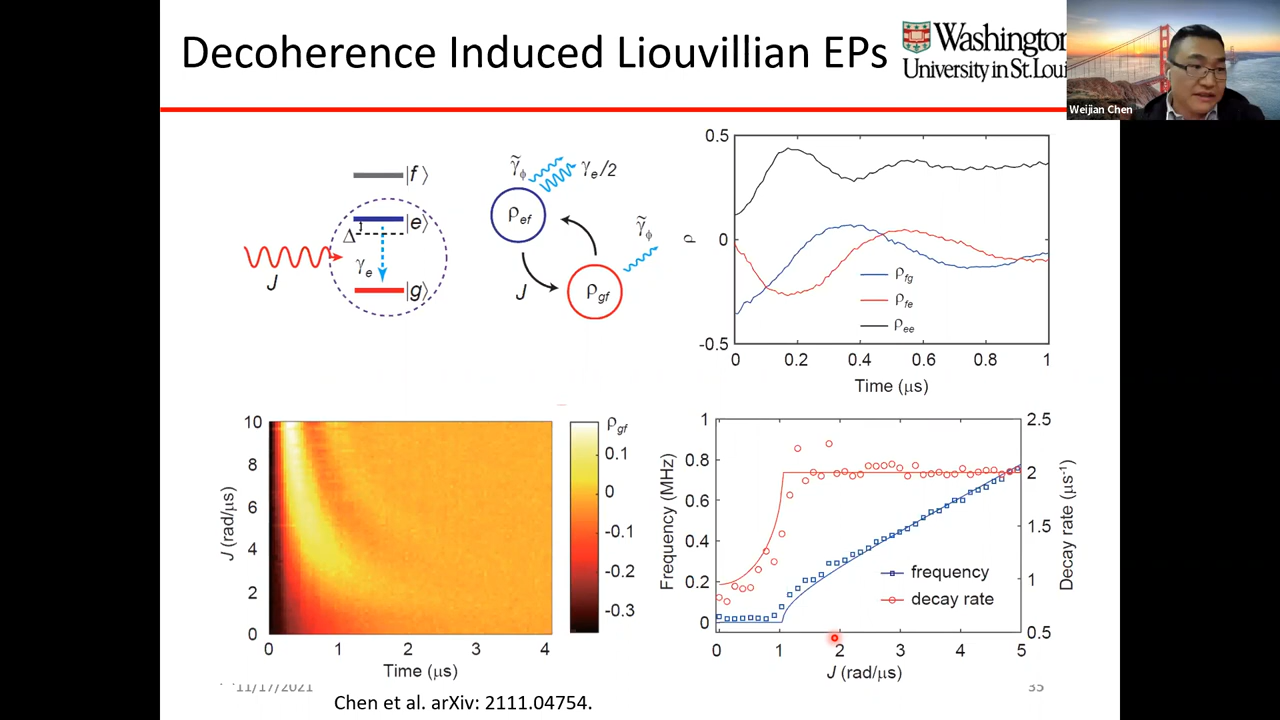 Decoherence Induced Liouvillian EPs
Washington
University in St.Loui
Weijian Chen
|f⟩
|e⟩
Δ
γe
J
|g⟩
γ̃ϕ
γe/2
ρef
γ̃ϕ
J
ρgf
0.5
0
-0.5
ρ
ρfg
ρfe
ρee
0 0.2 0.4 0.6 0.8 1
Time (μs)
10
8
6
4
2
0
J (rad/μs)
0 1 2 3 4
Time (μs)
ρgf
0.1
0
-0.1
-0.2
-0.3
1
0.8
0.6
0.4
0.2
0
Frequency (MHz)
2.5
2
1.5
1
0.5
Decay rate (μs⁻¹)
frequency
decay rate
0 1 2 3 4 5
J (rad/μs)
11/17/2021
35
Chen et al. arXiv: 2111.04754.